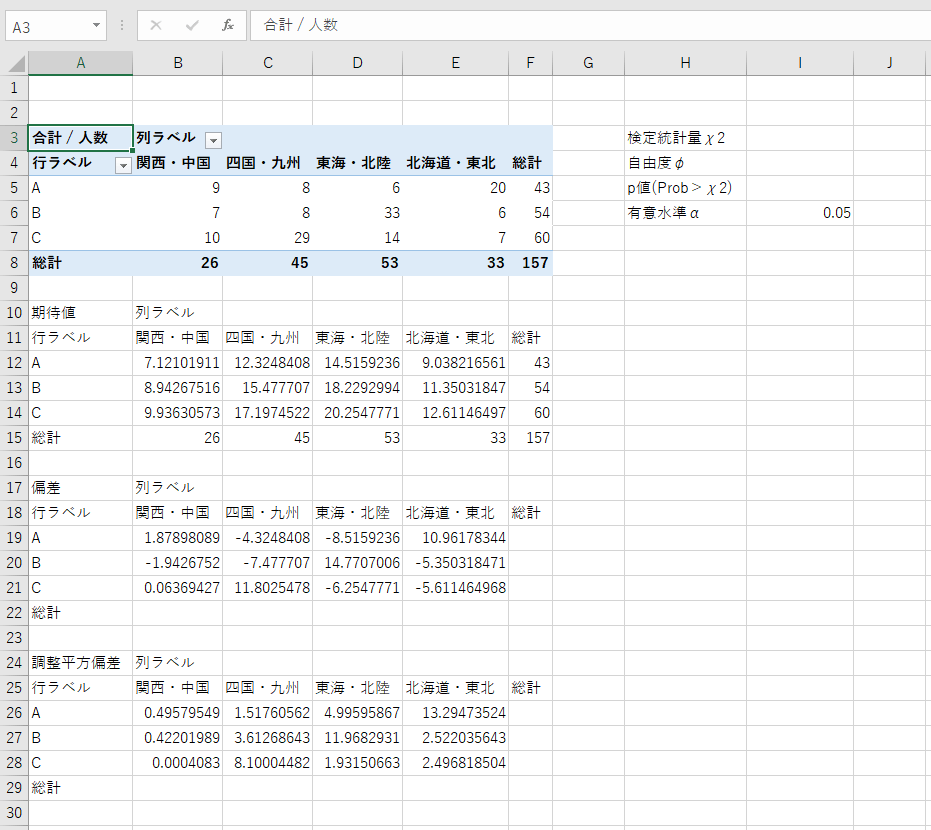 A3 fx 合計 / 人数
A B C D E F G H I J
1
2
3 合計 / 人数 列ラベル 検定統計量χ2
4 行ラベル 関西・中国 四国・九州 東海・北陸 北海道・東北 総計 自由度φ
5 A 9 8 6 20 43 p値(Prob＞χ2)
6 B 7 8 33 6 54 有意水準α 0.05
7 C 10 29 14 7 60
8 総計 26 45 53 33 157
9
10 期待値 列ラベル
11 行ラベル 関西・中国 四国・九州 東海・北陸 北海道・東北 総計
12 A 7.12101911 12.3248408 14.5159236 9.038216561 43
13 B 8.94267516 15.477707 18.2292994 11.35031847 54
14 C 9.93630573 17.1974522 20.2547771 12.61146497 60
15 総計 26 45 53 33 157
16
17 偏差 列ラベル
18 行ラベル 関西・中国 四国・九州 東海・北陸 北海道・東北 総計
19 A 1.87898089 -4.3248408 -8.5159236 10.96178344
20 B -1.9426752 -7.477707 14.7707006 -5.350318471
21 C 0.06369427 11.8025478 -6.2547771 -5.611464968
22 総計
23
24 調整平方偏差 列ラベル
25 行ラベル 関西・中国 四国・九州 東海・北陸 北海道・東北 総計
26 A 0.49579549 1.51760562 4.99595867 13.29473524
27 B 0.42201989 3.61268643 11.9682931 2.522035643
28 C 0.0004083 8.10004482 1.93150663 2.496818504
29 総計
30